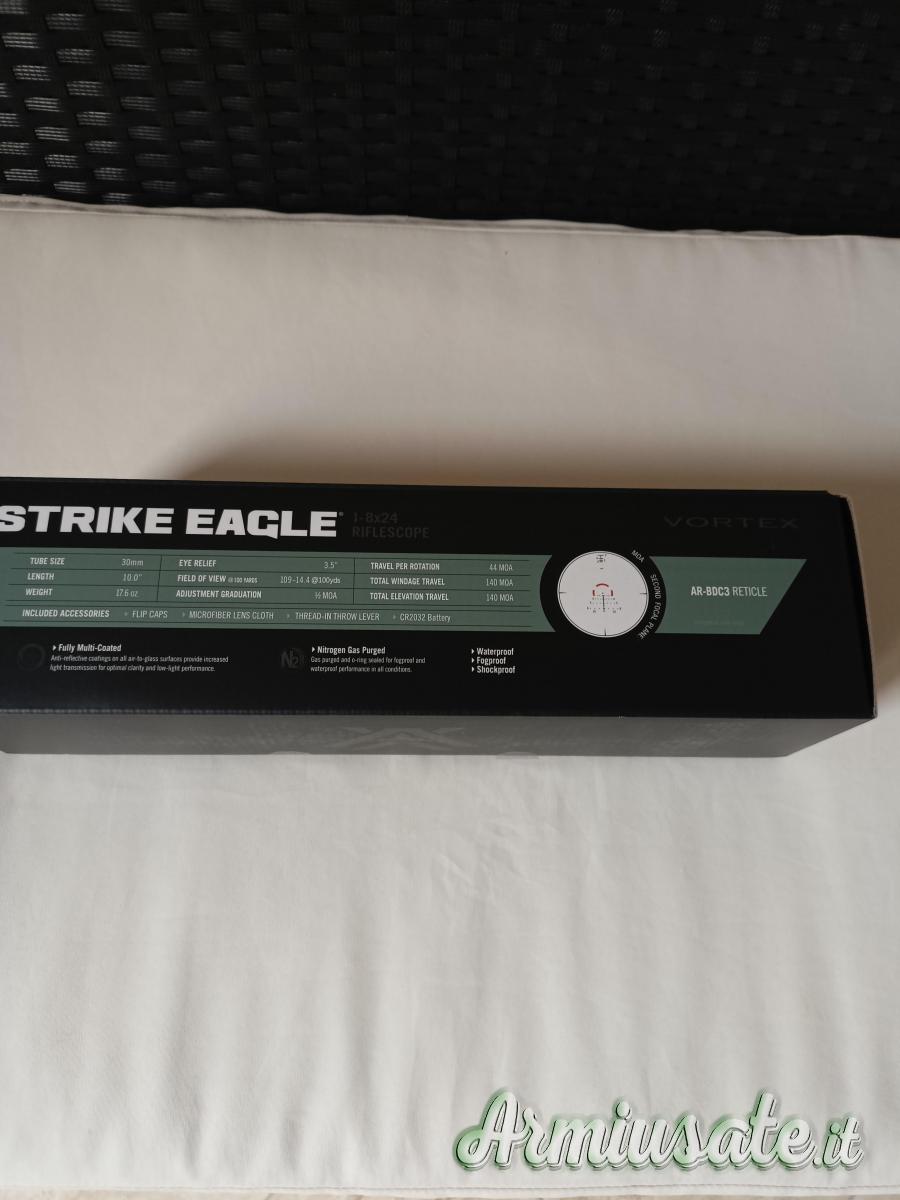 STRIKE EAGLE® 1-8x24
RIFLESCOPE
VORTEX
TUBE SIZE 30mm
LENGTH 10.0"
WEIGHT 17.6 oz
EYE RELIEF 3.5"
FIELD OF VIEW @ 100 YARDS 109-14.4 @100yds
ADJUSTMENT GRADUATION ½ MOA
TRAVEL PER ROTATION 44 MOA
TOTAL WINDAGE TRAVEL 140 MOA
TOTAL ELEVATION TRAVEL 140 MOA
MOA
SECOND FOCAL PLANE
AR-BDC3 RETICLE
INCLUDED ACCESSORIES FLIP CAPS MICROFIBER LENS CLOTH THREAD-IN THROW LEVER CR2032 Battery
Fully Multi-Coated
Anti-reflective coatings on all air-to-glass surfaces provide increased
light transmission for optimal clarity and low-light performance.
N2
Nitrogen Gas Purged
Gas purged and o-ring sealed for fogproof and
waterproof performance in all conditions.
Waterproof
Fogproof
Shockproof
Armiusate.it